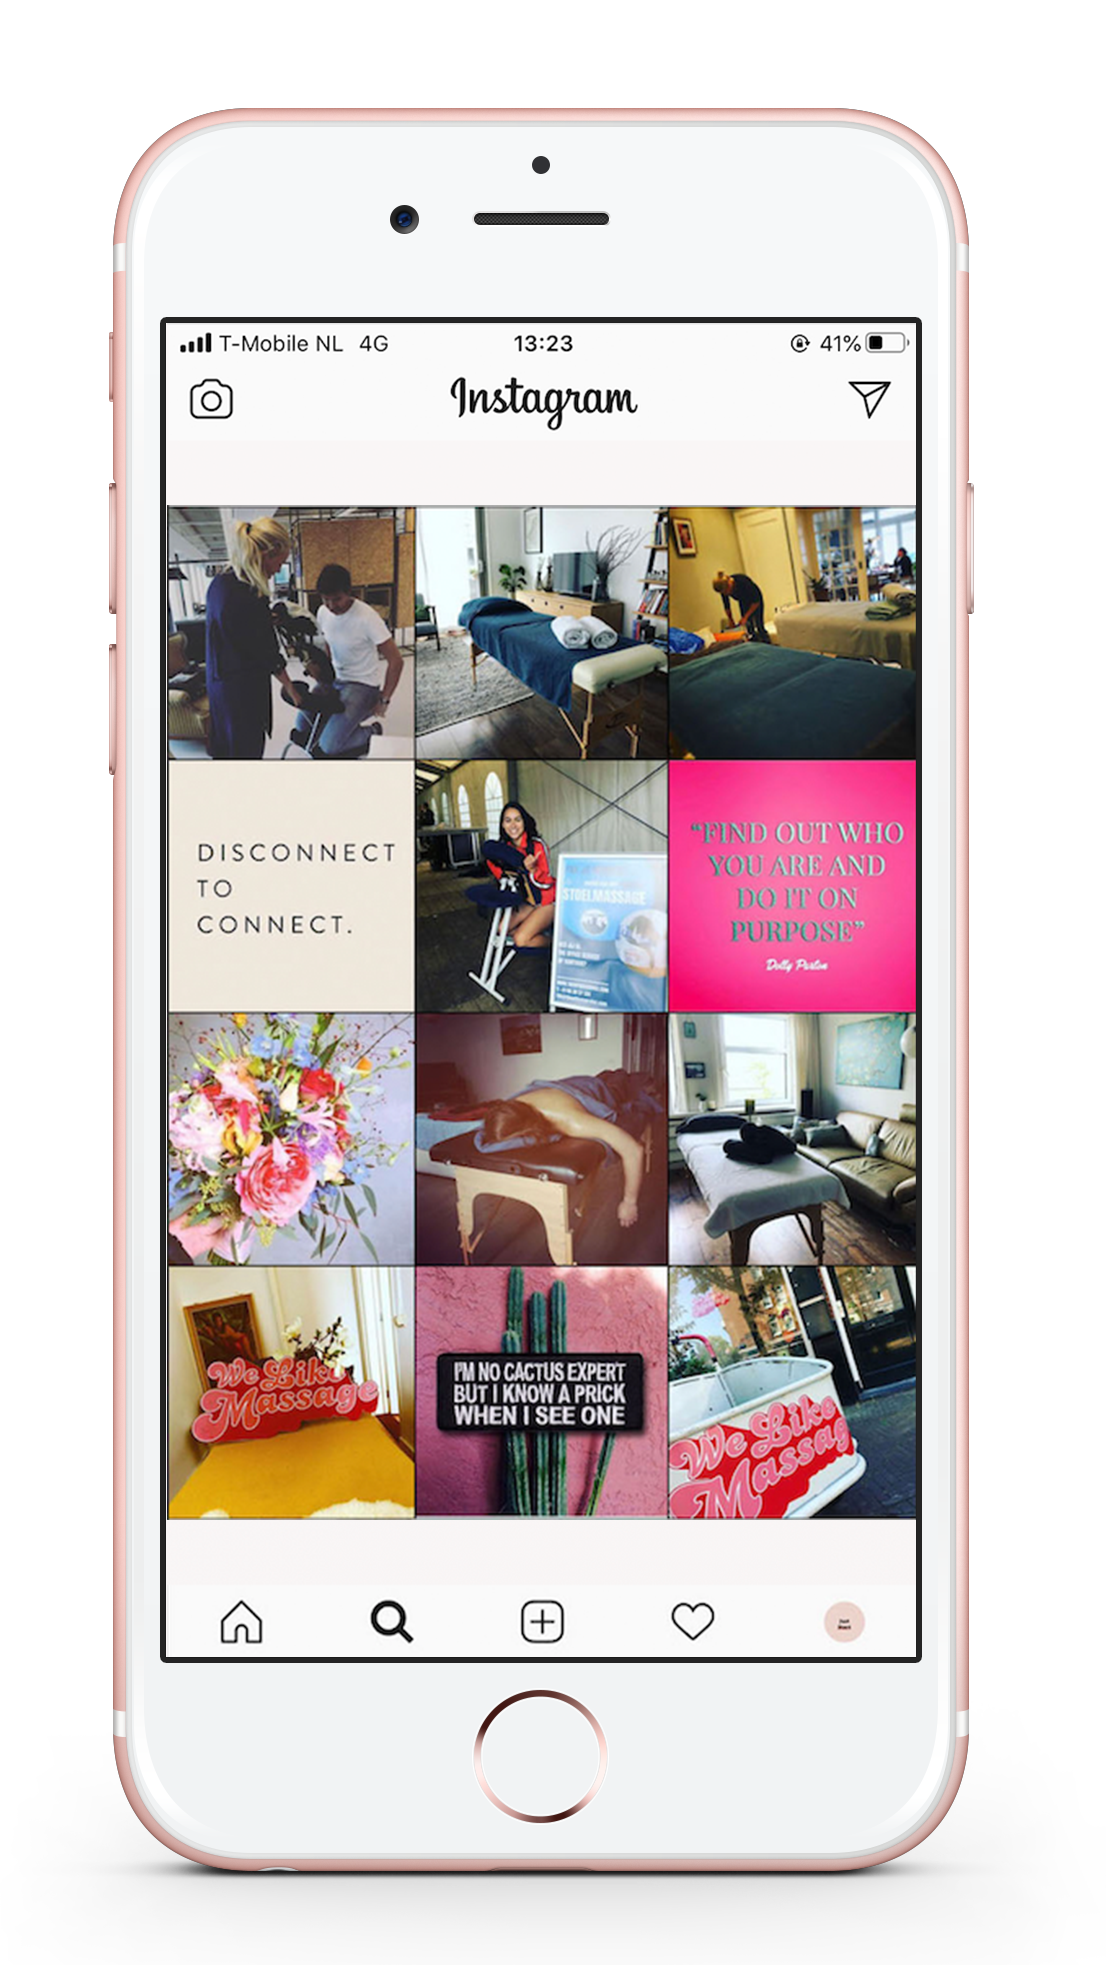 T-Mobile NL 4G 13:23 41%
Instagram
DISCONNECT
TO
CONNECT.
STOELMASSAGE
“FIND OUT WHO
YOU ARE AND
DO IT ON
PURPOSE”
Dolly Parton
We Like
Massage
I'M NO CACTUS EXPERT
BUT I KNOW A PRICK
WHEN I SEE ONE
We Like
Massag